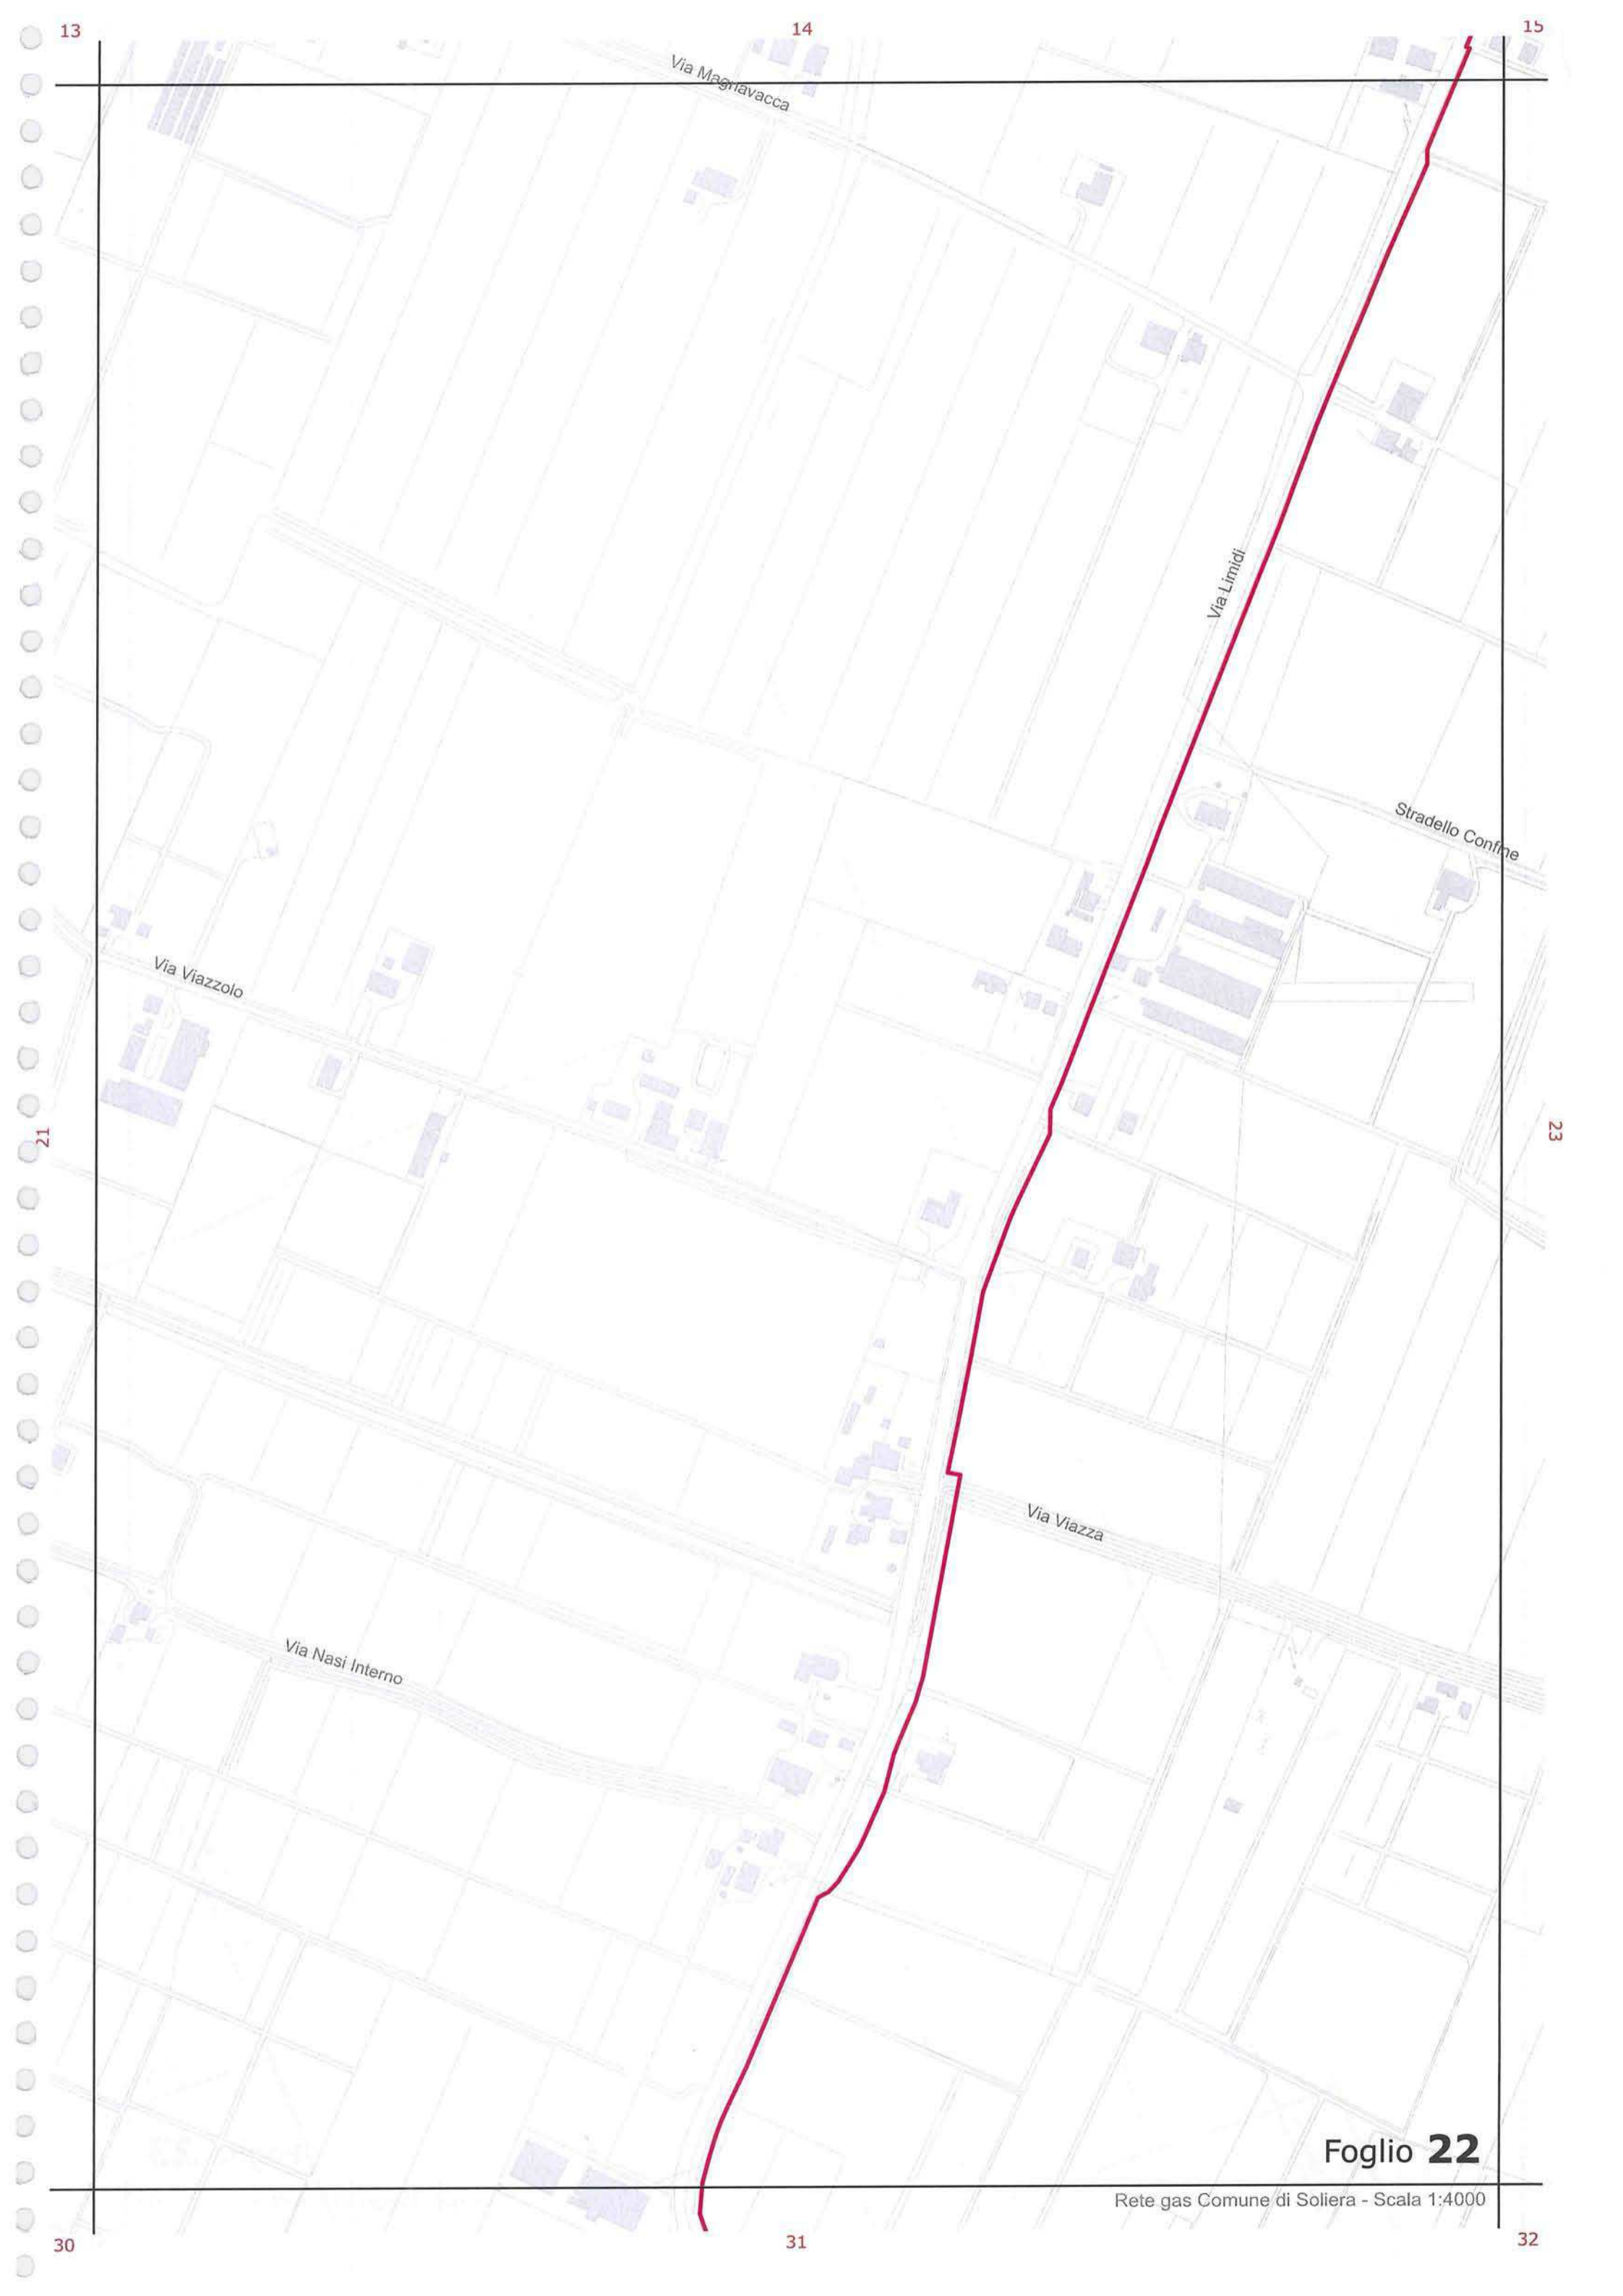 13
14
15
Via Magnavacca
Via Limidi
Stradello Confine
Via Viazzolo
21
23
Via Viazza
Via Nasi Interno
Foglio 22
Rete gas Comune di Soliera - Scala 1:4000
30
31
32